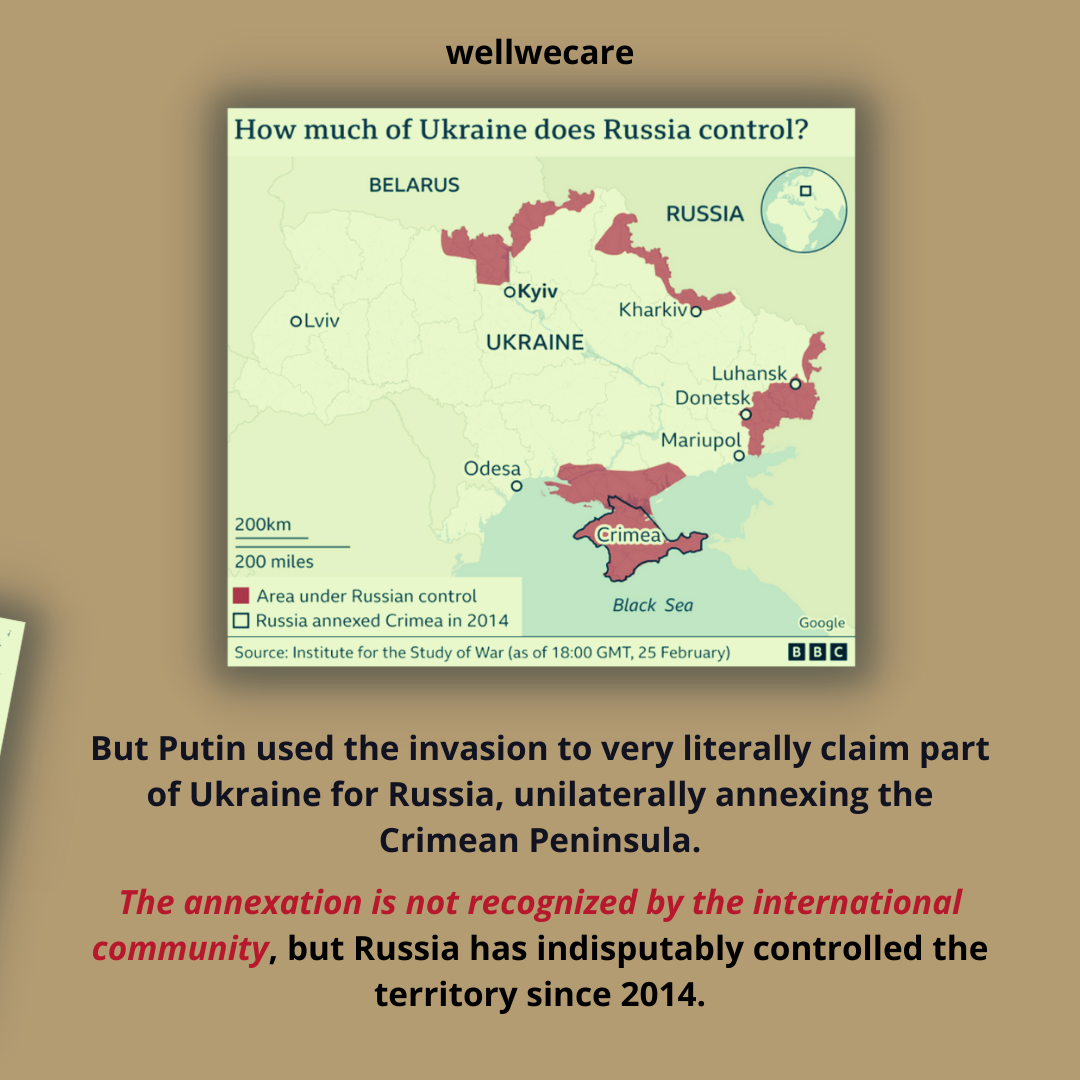 wellwecare
How much of Ukraine does Russia control?
BELARUS
RUSSIA
Kyiv
Kharkiv
Lviv
UKRAINE
Luhansk
Donetsk
Mariupol
Odesa
200km
Crimea
200 miles
Area under Russian control
Black Sea
Russia annexed Crimea in 2014
Google
Source: Institute for the Study of War (as of 18:00 GMT, 25 February)
BBC
But Putin used the invasion to very literally claim part
of Ukraine for Russia, unilaterally annexing the
Crimean Peninsula.
The annexation is not recognized by the international
community, but Russia has indisputably controlled the
territory since 2014.